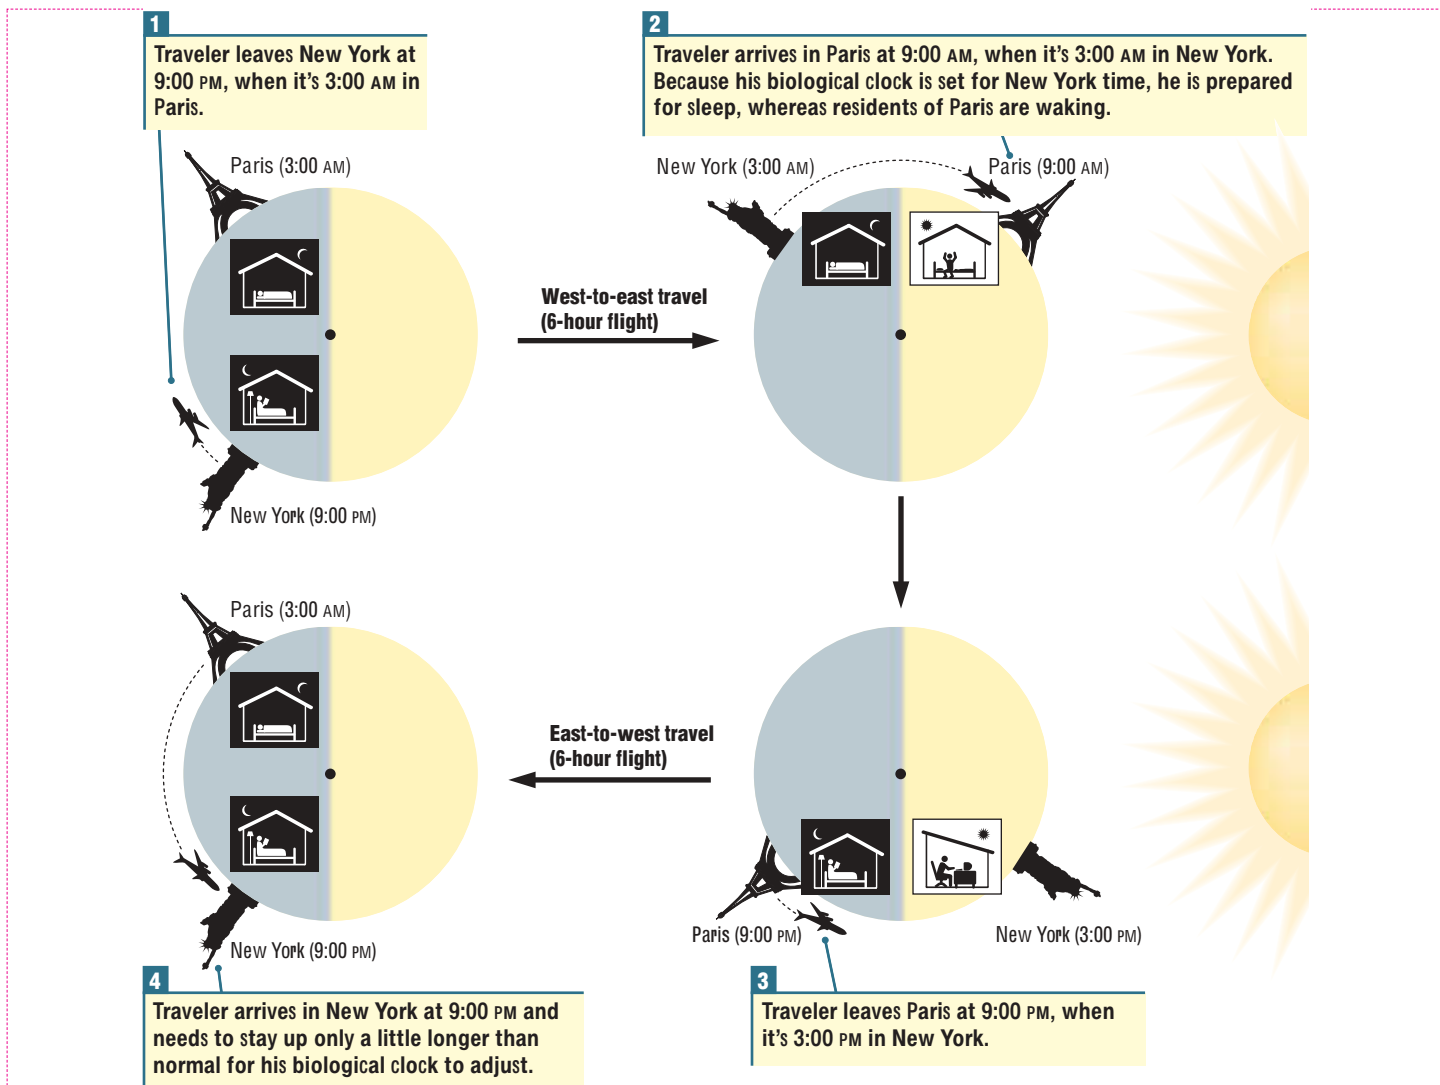 1
Traveler leaves New York at
9:00 PM, when it's 3:00 AM in
Paris.
2
Traveler arrives in Paris at 9:00 AM, when it's 3:00 AM in New York.
Because his biological clock is set for New York time, he is prepared
for sleep, whereas residents of Paris are waking.
Paris (3:00 AM)
New York (9:00 PM)
West-to-east travel
(6-hour flight)
New York (3:00 AM)
Paris (9:00 AM)
Paris (3:00 AM)
New York (9:00 PM)
East-to-west travel
(6-hour flight)
Paris (9:00 PM)
New York (3:00 PM)
4
Traveler arrives in New York at 9:00 PM and
needs to stay up only a little longer than
normal for his biological clock to adjust.
3
Traveler leaves Paris at 9:00 PM, when
it's 3:00 PM in New York.